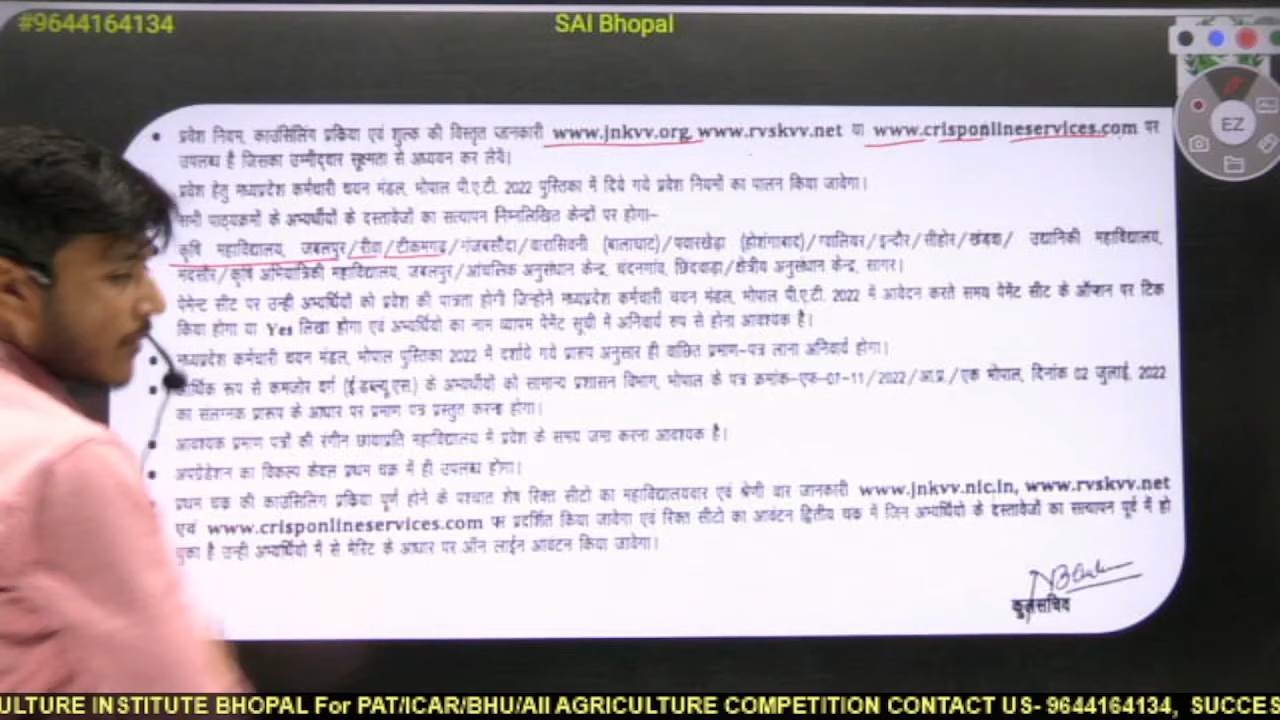 #9644164134
SAI Bhopal
EZ
• प्रवेश नियम, काउंसिलिंग प्रकिया एवं शुल्क की विस्तृत जानकारी www.jnkvv.org, www.rvskvv.net या www.crisponlineservices.com पर
उपलब्ध है जिसका उम्मीदवार सूक्ष्मता से अध्ययन कर लेवें।
प्रवेश हेतु मध्यप्रदेश कर्मचारी चयन मंडल, भोपाल पी.ए.टी. 2022 पुस्तिका में दिये गये प्रवेश नियमों का पालन किया जावेगा।
सभी पाठ्यक्रमों के अभ्यर्थीयों के दस्तावेजों का सत्यापन निम्नलिखित केन्द्रों पर होगा–
कृषि महाविद्यालय, जबलपुर/रीवा/टीकमगढ़/गंजबसौदा/वारासिवनी (बालाघाट)/पवारखेड़ा (होशंगाबाद)/ग्वालियर/इन्दौर/सीहोर/खंडवा/ उद्यानिकी महाविद्यालय,
मंदसौर/कृषि अभियांत्रिकी महाविद्यालय, जबलपुर/आंचलिक अनुसंधान केन्द्र, चंदनगांव, छिंदवाड़ा/क्षेत्रीय अनुसंधान केन्द्र, सागर।
पेमेन्ट सीट पर उन्ही अभ्यर्थियों को प्रवेश की पात्रता होगी जिन्होने मध्यप्रदेश कर्मचारी चयन मंडल, भोपाल पी.ए.टी. 2022 में आवेदन करते समय पेमेंट सीट के ऑप्शन पर टिक
किया होगा या Yes लिखा होगा एवं अभ्यर्थियों का नाम व्यापम पेमेंट सूची में अनिवार्य रुप से होना आवश्यक है।
• मध्यप्रदेश कर्मचारी चयन मंडल, भोपाल पुस्तिका 2022 में दर्शाये गये प्रारुप अनुसार ही वांछित प्रमाण–पत्र लाना अनिवार्य होगा।
• आर्थिक रूप से कमजोर वर्ग (ई.डब्ल्यू.एस.) के अभ्यर्थीयों को सामान्य प्रशासन विभाग, भोपाल के पत्र क्रमांक–एफ–07–11/2022/आ.प्र./एक भोपाल, दिनांक 02 जुलाई, 2022
का संलग्नक प्रारूप के आधार पर प्रमाण पत्र प्रस्तुत करना होगा।
• आवश्यक प्रमाण पत्रों की रंगीन छायाप्रति महाविद्यालय में प्रवेश के समय जमा करना आवश्यक है।
• अपग्रेडेशन का विकल्प केवल प्रथम चक्र में ही उपलब्ध होगा।
प्रथम चक्र की काउंसिलिंग प्रकिया पूर्ण होने के पश्चात शेष रिक्त सीटो का महाविद्यालयवार एवं श्रेणी वार जानकारी www.jnkvv.nic.in, www.rvskvv.net
एवं www.crisponlineservices.com पर प्रदर्शित किया जावेगा एवं रिक्त सीटो का आवंटन द्वितीय चक्र में जिन अभ्यर्थियो के दस्तावेजों का सत्यापन पूर्व में हो
चुका है उन्ही अभ्यर्थियो में से मेरिट के आधार पर ऑन लाईन आवंटन किया जावेगा।
कुलसचिव
ULTURE INSTITUTE BHOPAL For PAT/ICAR/BHU/All AGRICULTURE COMPETITION CONTACT US- 9644164134, SUCCES